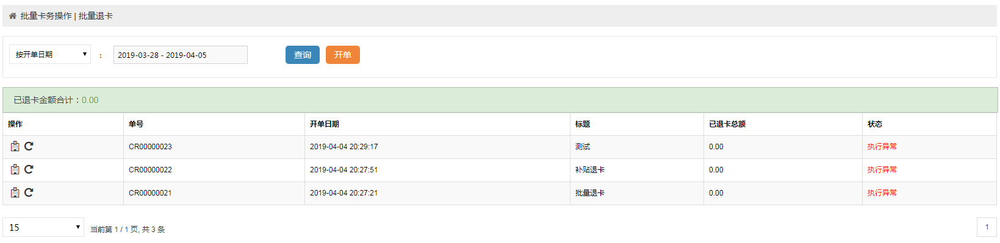 批量卡务操作 | 批量退卡
按开单日期 : 2019-03-28 - 2019-04-05 查询 开单
已退卡金额合计：0.00
操作 单号 开单日期 标题 已退卡总额 状态
CR00000023 2019-04-04 20:29:17 测试 0.00 执行异常
CR00000022 2019-04-04 20:27:51 补贴退卡 0.00 执行异常
CR00000021 2019-04-04 20:27:21 批量退卡 0.00 执行异常
15 当前第 1 / 1 页, 共 3 条 1